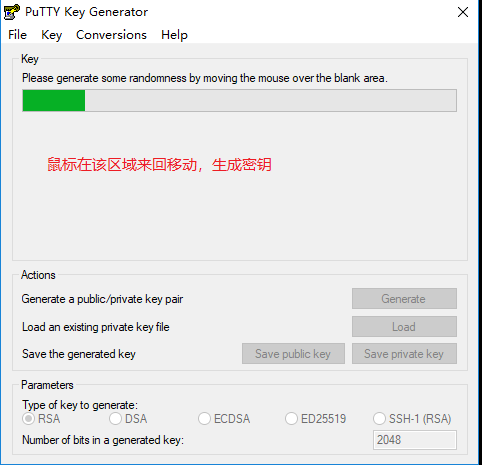 PuTTY Key Generator
File Key Conversions Help
Key
Please generate some randomness by moving the mouse over the blank area.
鼠标在该区域来回移动，生成密钥
Actions
Generate a public/private key pair
Generate
Load an existing private key file
Load
Save the generated key
Save public key
Save private key
Parameters
Type of key to generate:
RSA DSA ECDSA ED25519 SSH-1 (RSA)
Number of bits in a generated key:
2048